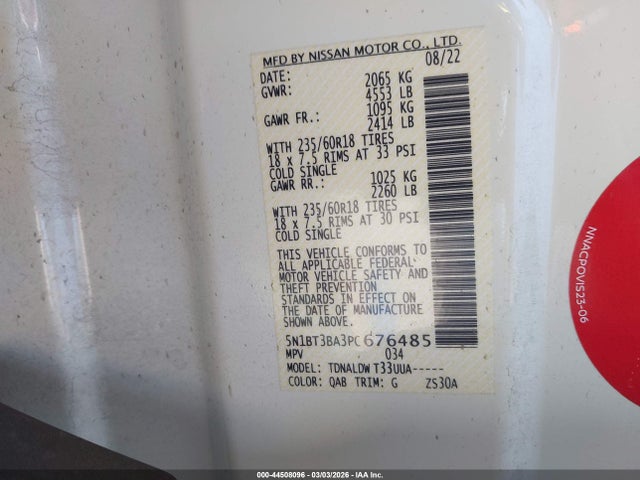 MFD BY NISSAN MOTOR CO., LTD.
DATE: 08/22
GVWR: 2065 KG
4553 LB
GAWR FR.: 1095 KG
2414 LB
WITH 235/60R18 TIRES
18 x 7.5 RIMS AT 33 PSI
COLD SINGLE
GAWR RR.: 1025 KG
2260 LB
WITH 235/60R18 TIRES
18 x 7.5 RIMS AT 30 PSI
COLD SINGLE
THIS VEHICLE CONFORMS TO
ALL APPLICABLE FEDERAL
MOTOR VEHICLE SAFETY AND
THEFT PREVENTION
STANDARDS IN EFFECT ON
THE DATE OF MANUFACTURE
SHOWN ABOVE.
5N1BT3BA3PC676485
MPV 034
MODEL: TDNALDW T33UUA-----
COLOR: QAB TRIM: G ZS30A
NNACPOVIS23-06
000-44508096 - 03/03/2026 - IAA Inc.